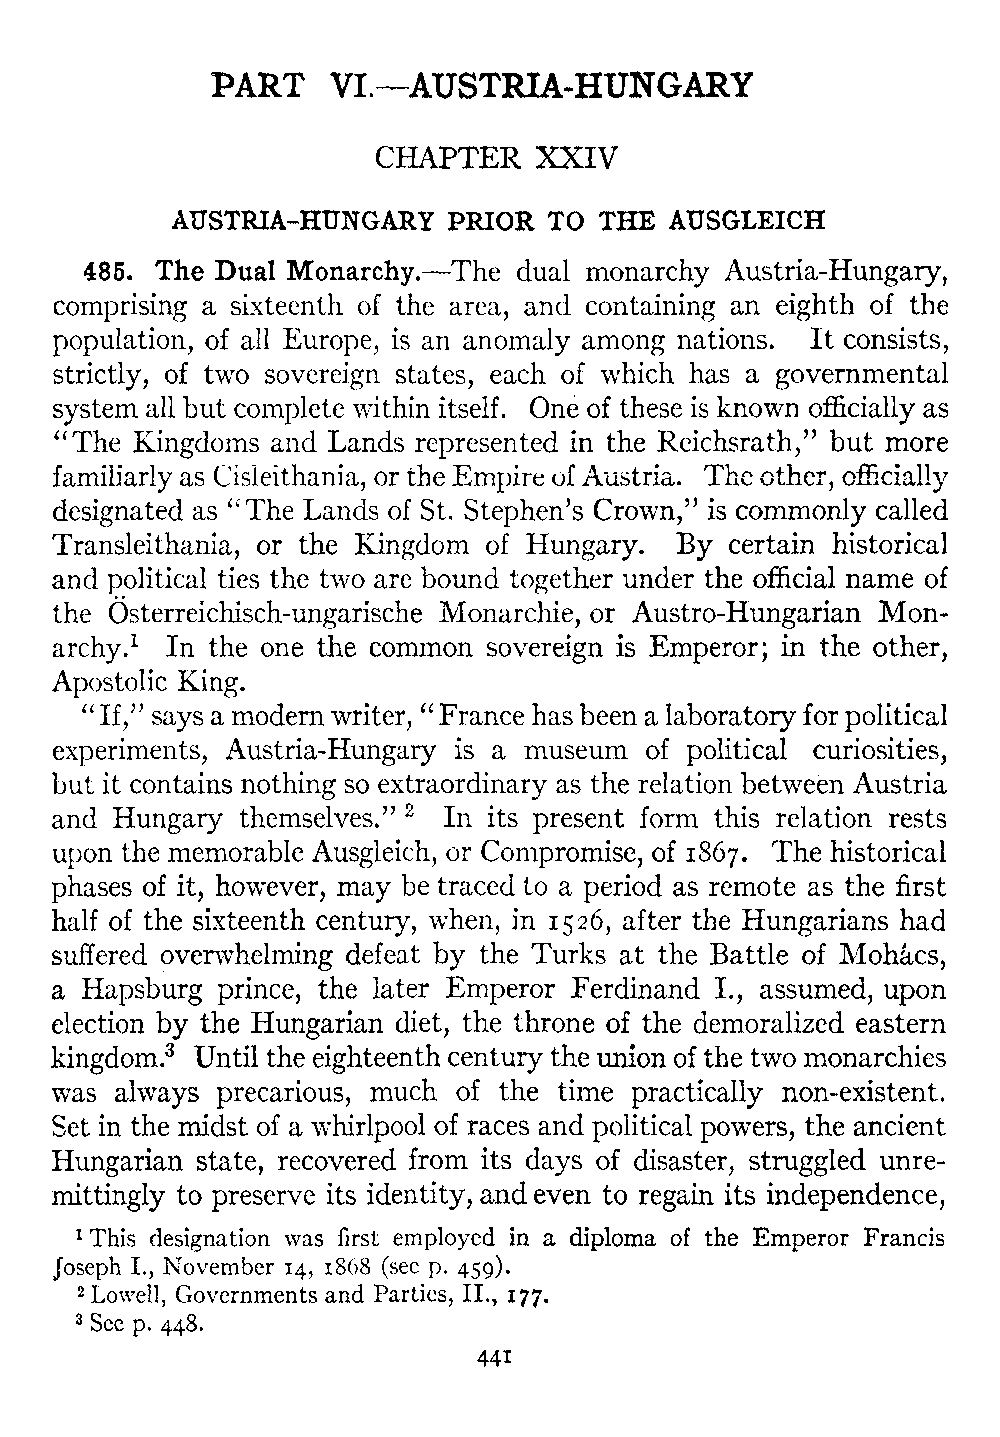 PART VI.—AUSTRIA-HUNGARY
CHAPTER XXIV
AUSTRIA-HUNGARY PRIOR TO THE AUSGLEICH
485. The Dual Monarchy.—The dual monarchy Austria-Hungary,
comprising a sixteenth of the area, and containing an eighth of the
population, of all Europe, is an anomaly among nations. It consists,
strictly, of two sovereign states, each of which has a governmental
system all but complete within itself. One of these is known officially as
“The Kingdoms and Lands represented in the Reichsrath,” but more
familiarly as Cisleithania, or the Empire of Austria. The other, officially
designated as “The Lands of St. Stephen’s Crown,” is commonly called
Transleithania, or the Kingdom of Hungary. By certain historical
and political ties the two are bound together under the official name of
the Österreichisch-ungarische Monarchie, or Austro-Hungarian Mon-
archy.¹ In the one the common sovereign is Emperor; in the other,
Apostolic King.
“If,” says a modern writer, “France has been a laboratory for political
experiments, Austria-Hungary is a museum of political curiosities,
but it contains nothing so extraordinary as the relation between Austria
and Hungary themselves.” ² In its present form this relation rests
upon the memorable Ausgleich, or Compromise, of 1867. The historical
phases of it, however, may be traced to a period as remote as the first
half of the sixteenth century, when, in 1526, after the Hungarians had
suffered overwhelming defeat by the Turks at the Battle of Mohács,
a Hapsburg prince, the later Emperor Ferdinand I., assumed, upon
election by the Hungarian diet, the throne of the demoralized eastern
kingdom.³ Until the eighteenth century the union of the two monarchies
was always precarious, much of the time practically non-existent.
Set in the midst of a whirlpool of races and political powers, the ancient
Hungarian state, recovered from its days of disaster, struggled unre-
mittingly to preserve its identity, and even to regain its independence,
¹ This designation was first employed in a diploma of the Emperor Francis
Joseph I., November 14, 1868 (see p. 459).
² Lowell, Governments and Parties, II., 177.
³ See p. 448.
441